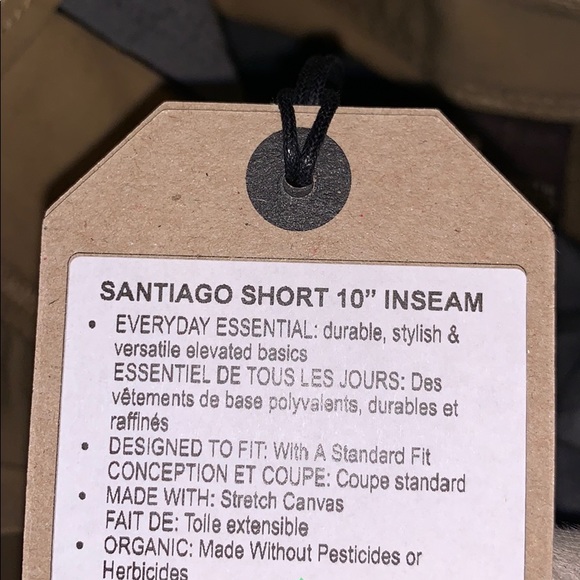 SANTIAGO SHORT 10” INSEAM
• EVERYDAY ESSENTIAL: durable, stylish &
versatile elevated basics
ESSENTIEL DE TOUS LES JOURS: Des
vêtements de base polyvalents, durables et
raffinés
• DESIGNED TO FIT: With A Standard Fit
CONCEPTION ET COUPE: Coupe standard
• MADE WITH: Stretch Canvas
FAIT DE: Toile extensible
• ORGANIC: Made Without Pesticides or
Herbicides